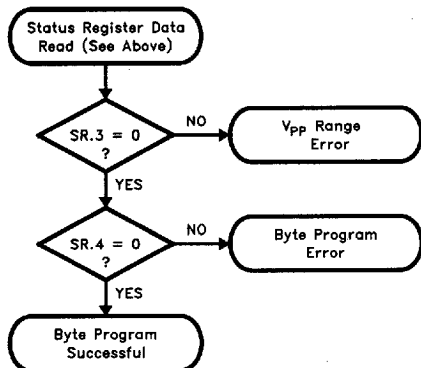 Status Register Data
Read (See Above)
SR.3 = 0
?
NO
VPP Range
Error
YES
SR.4 = 0
?
NO
Byte Program
Error
YES
Byte Program
Successful